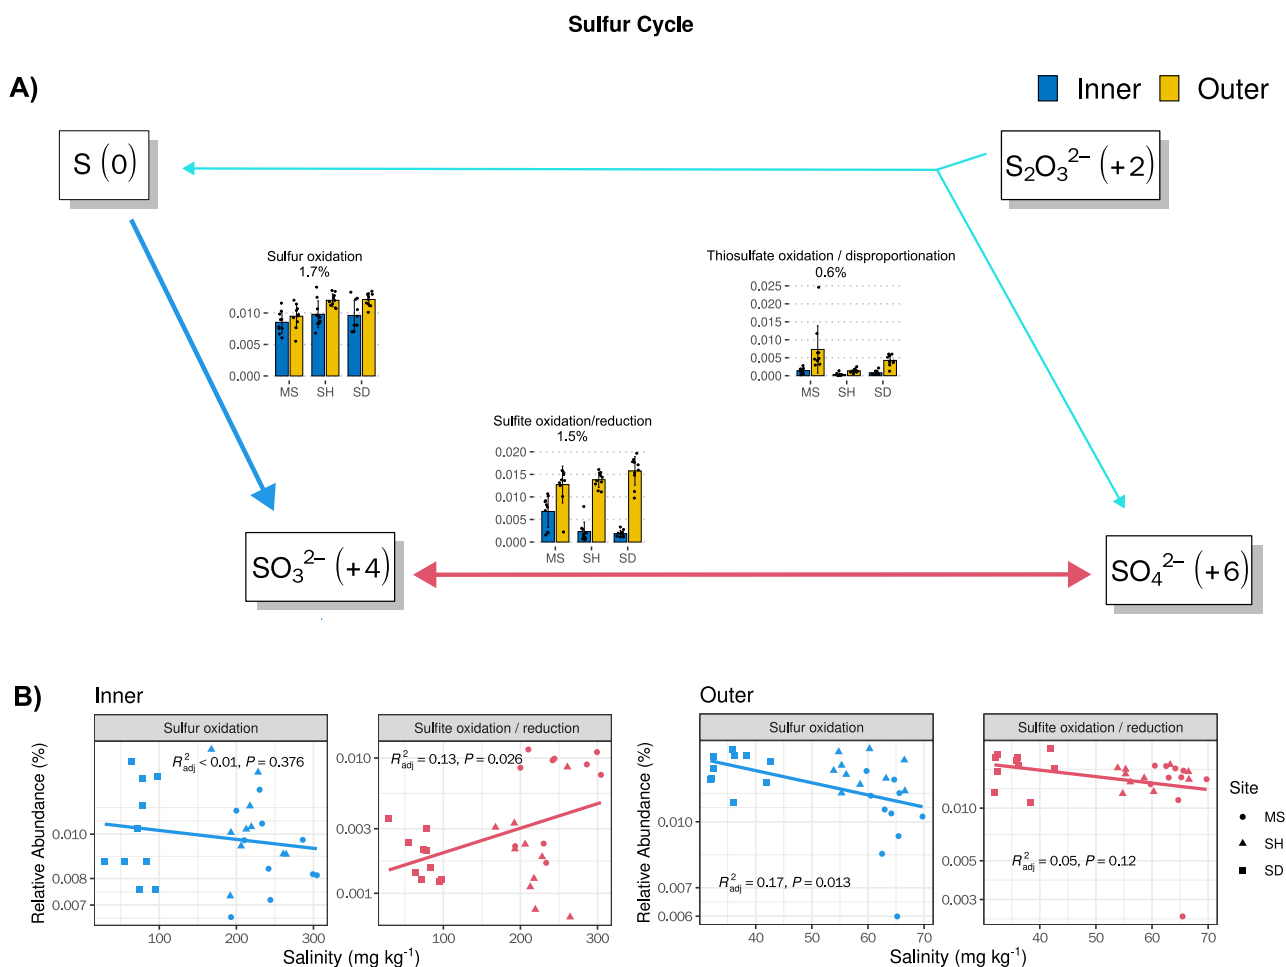 Sulfur Cycle
A)
Inner Outer
S (0)
S₂O₃²⁻ (+2)
Sulfur oxidation
1.7%
0.010
0.005
0.000
MS SH SD
Thiosulfate oxidation / disproportionation
0.6%
0.025
0.020
0.015
0.010
0.005
0.000
MS SH SD
Sulfite oxidation/reduction
1.5%
0.020
0.015
0.010
0.005
0.000
MS SH SD
SO₃²⁻ (+4)
SO₄²⁻ (+6)
B)
Inner
Sulfur oxidation
Sulfite oxidation / reduction
Relative Abundance (%)
R²adj < 0.01, P = 0.376
0.010
0.008
0.007
100 200 300
R²adj = 0.13, P = 0.026
0.010
0.003
0.001
100 200 300
Salinity (mg kg⁻¹)
Outer
Sulfur oxidation
Sulfite oxidation / reduction
Relative Abundance (%)
0.010
0.007
0.006
R²adj = 0.17, P = 0.013
40 50 60 70
0.010
0.005
0.003
R²adj = 0.05, P = 0.12
40 50 60 70
Salinity (mg kg⁻¹)
Site
MS
SH
SD